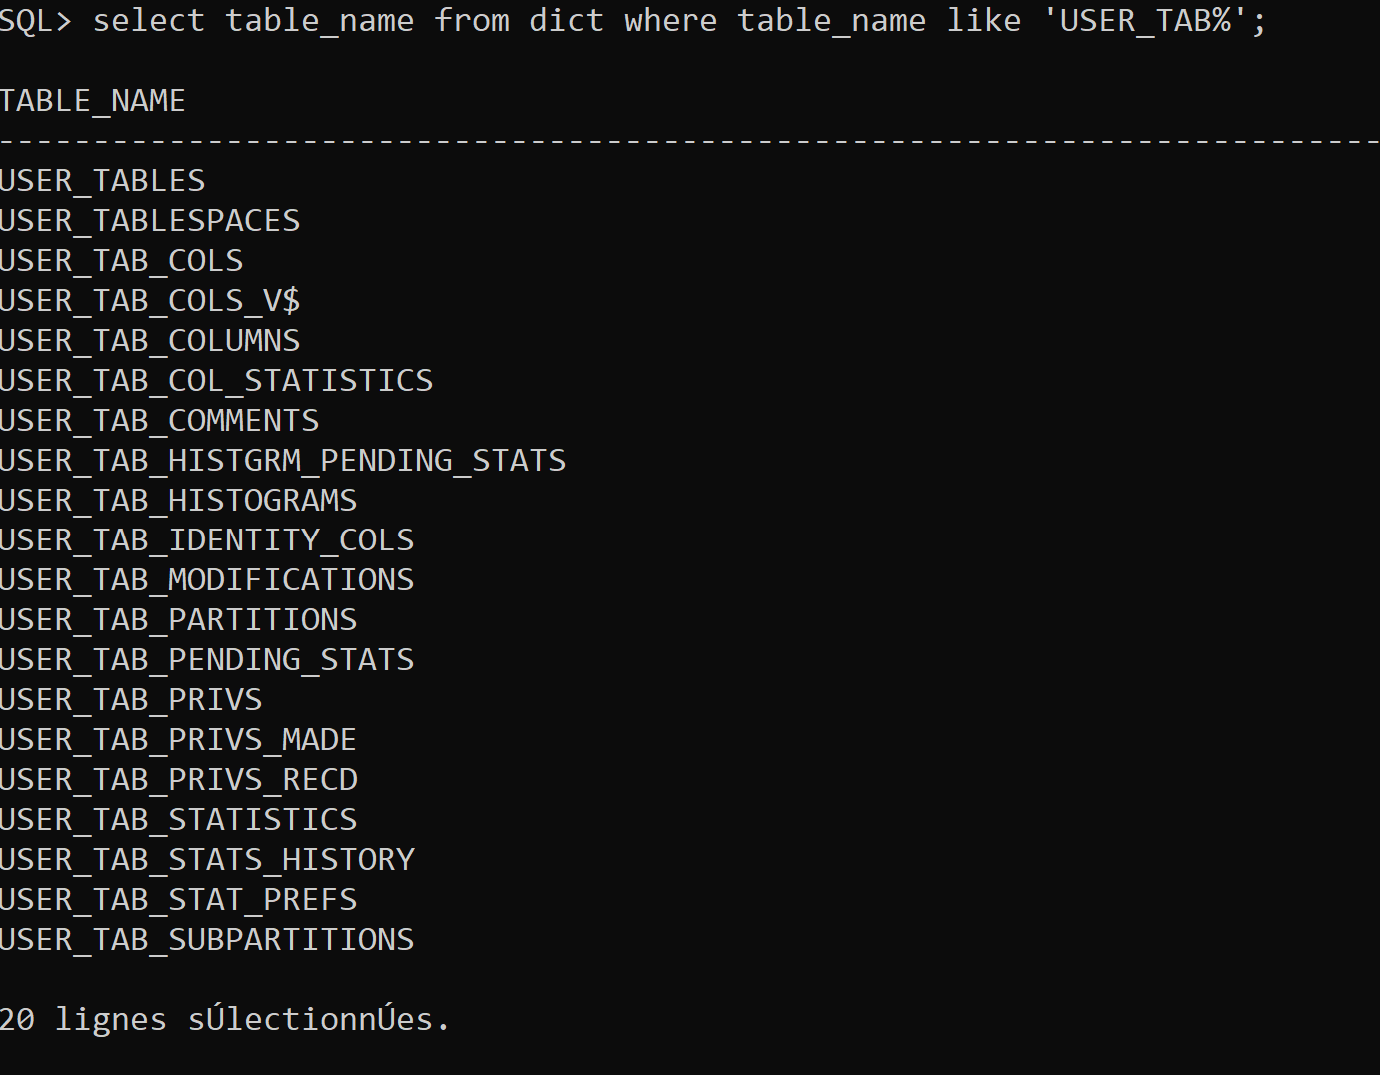 SQL> select table_name from dict where table_name like 'USER_TAB%';
TABLE_NAME
--------------------------------------------------------------------------
USER_TABLES
USER_TABLESPACES
USER_TAB_COLS
USER_TAB_COLS_V$
USER_TAB_COLUMNS
USER_TAB_COL_STATISTICS
USER_TAB_COMMENTS
USER_TAB_HISTGRM_PENDING_STATS
USER_TAB_HISTOGRAMS
USER_TAB_IDENTITY_COLS
USER_TAB_MODIFICATIONS
USER_TAB_PARTITIONS
USER_TAB_PENDING_STATS
USER_TAB_PRIVS
USER_TAB_PRIVS_MADE
USER_TAB_PRIVS_RECD
USER_TAB_STATISTICS
USER_TAB_STATS_HISTORY
USER_TAB_STAT_PREFS
USER_TAB_SUBPARTITIONS
20 lignes sÚlectionnÚes.